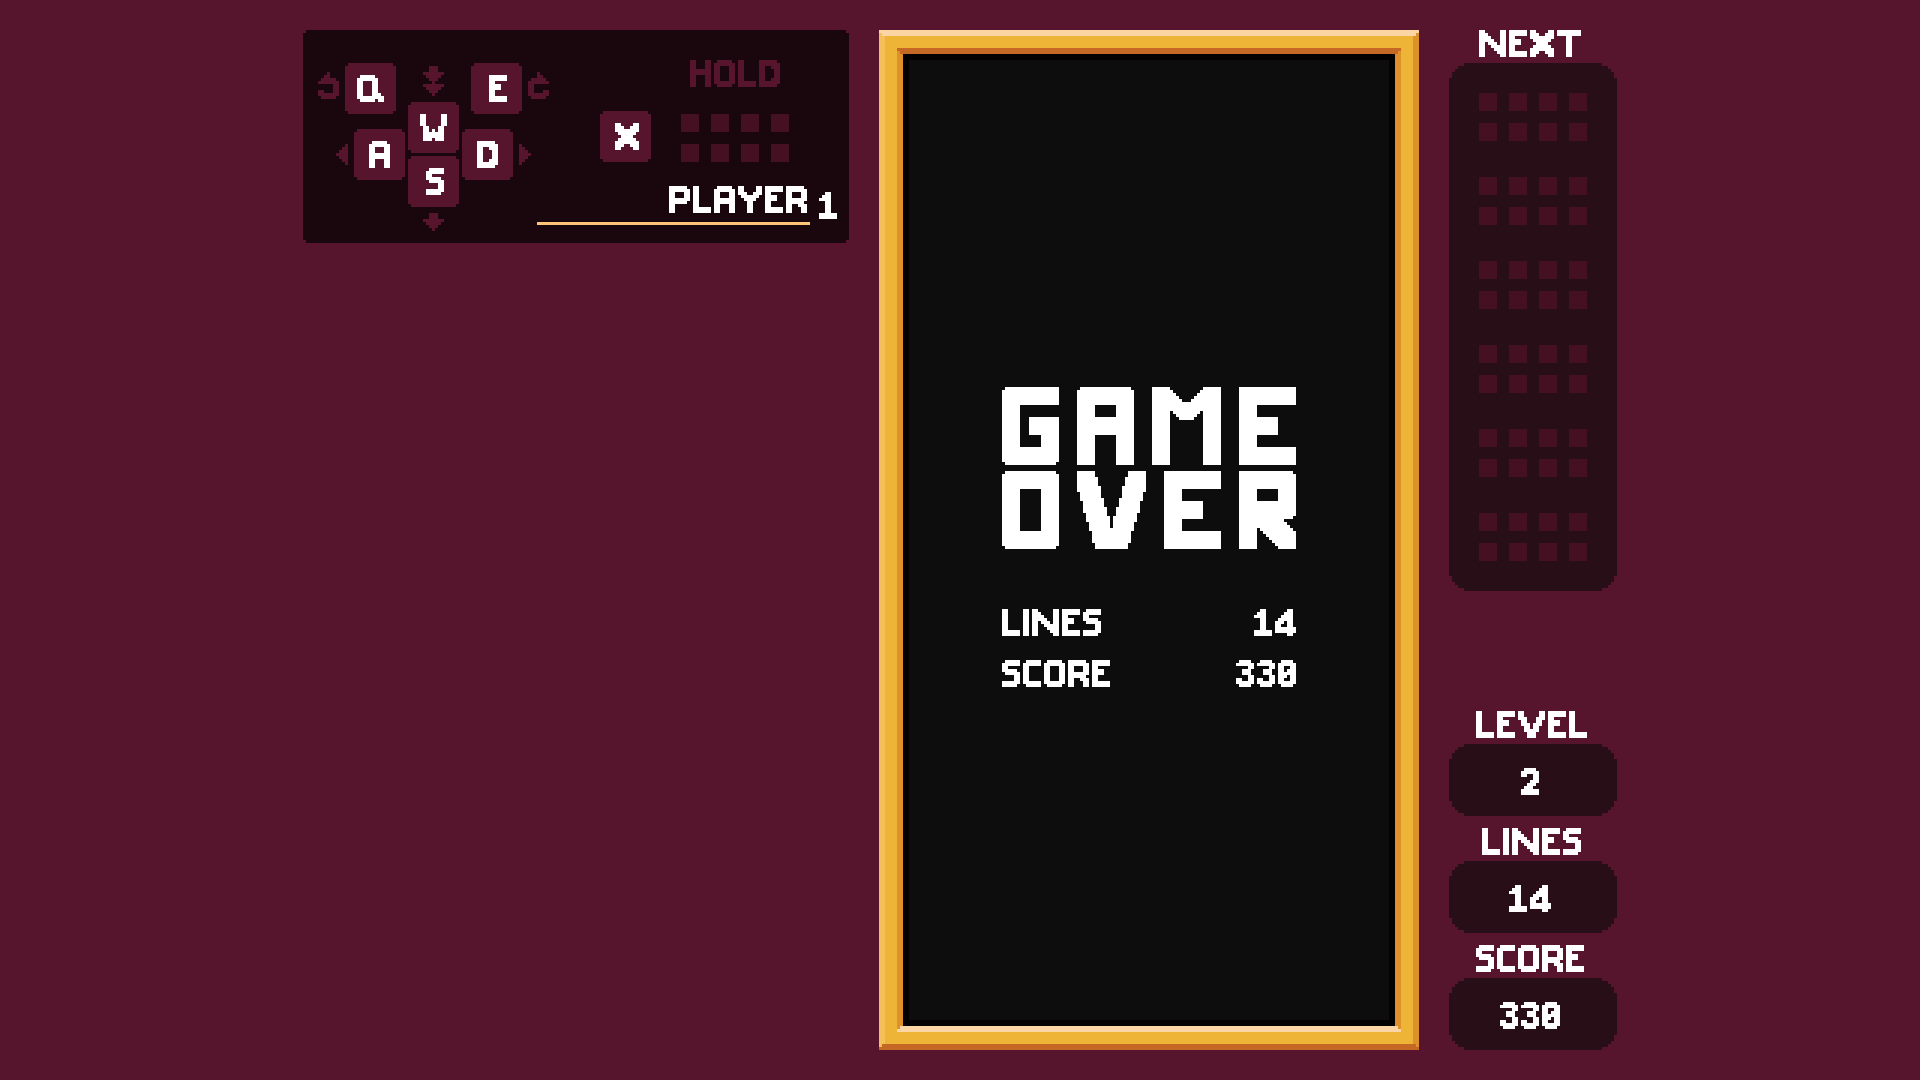 Q E HOLD
W X
A D
S
PLAYER 1
GAME
OVER
LINES 14
SCORE 330
NEXT
LEVEL
2
LINES
14
SCORE
330